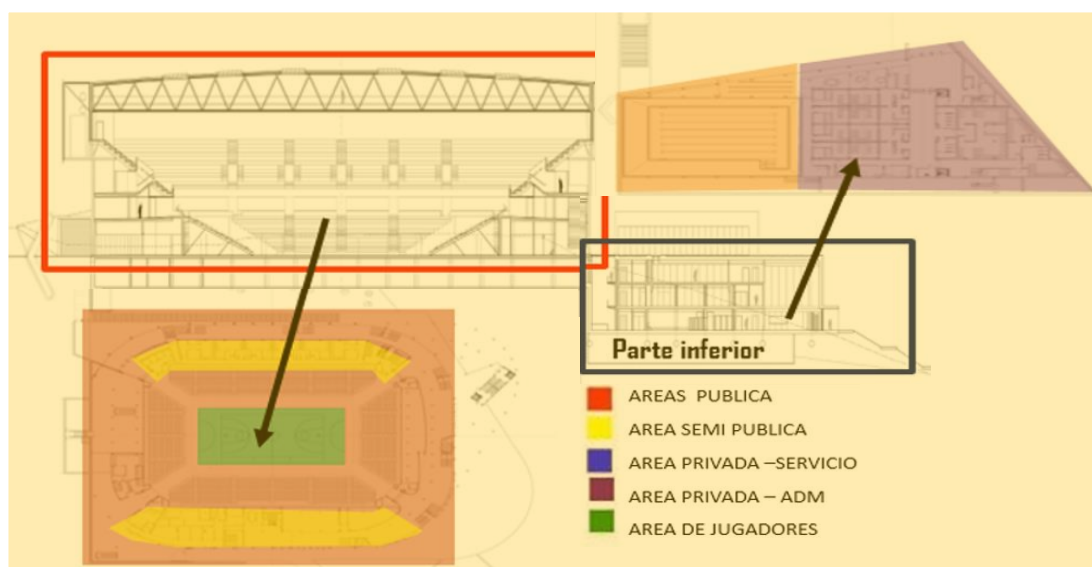 Parte inferior
AREAS PUBLICA
AREA SEMI PUBLICA
AREA PRIVADA –SERVICIO
AREA PRIVADA – ADM
AREA DE JUGADORES